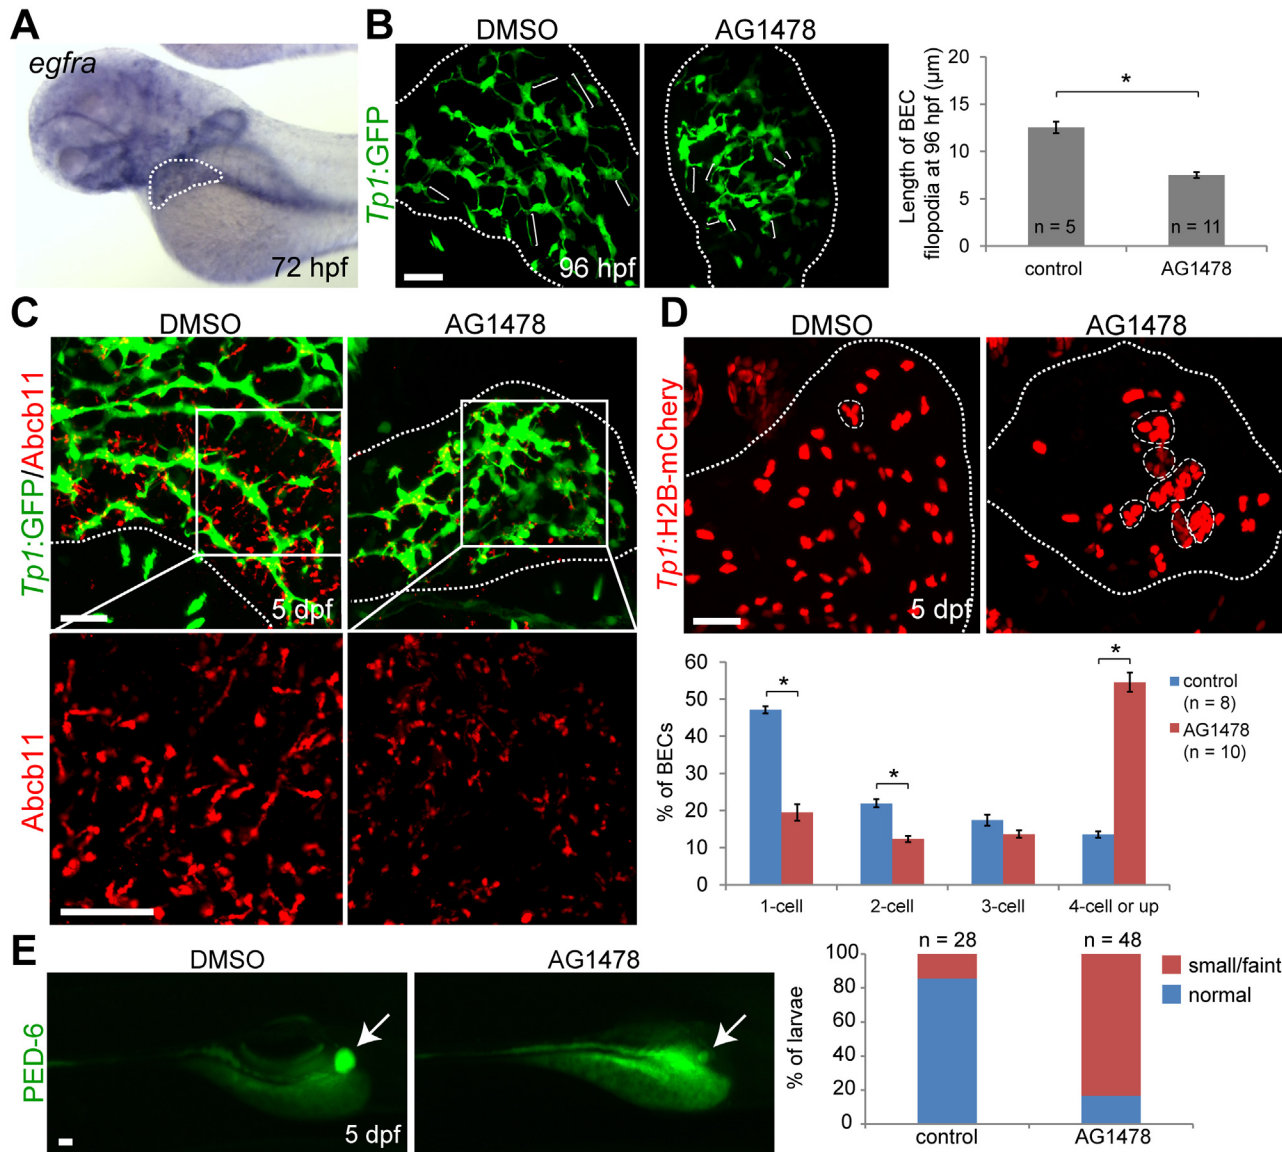 A
egfra
72 hpf
B
DMSO
AG1478
Tp1:GFP
96 hpf
Length of BEC
filopodia at 96 hpf (µm)
20
15
10
5
0
*
n = 5
n = 11
control
AG1478
C
DMSO
AG1478
Tp1:GFP/Abcb11
5 dpf
Abcb11
D
DMSO
AG1478
Tp1:H2B-mChery
5 dpf
% of BECs
60
50
40
30
20
10
0
*
*
*
1-cell
2-cell
3-cell
4-cell or up
control
(n = 8)
AG1478
(n = 10)
E
DMSO
AG1478
PED-6
5 dpf
% of larvae
100
80
60
40
20
0
n = 28
n = 48
control
AG1478
small/faint
normal